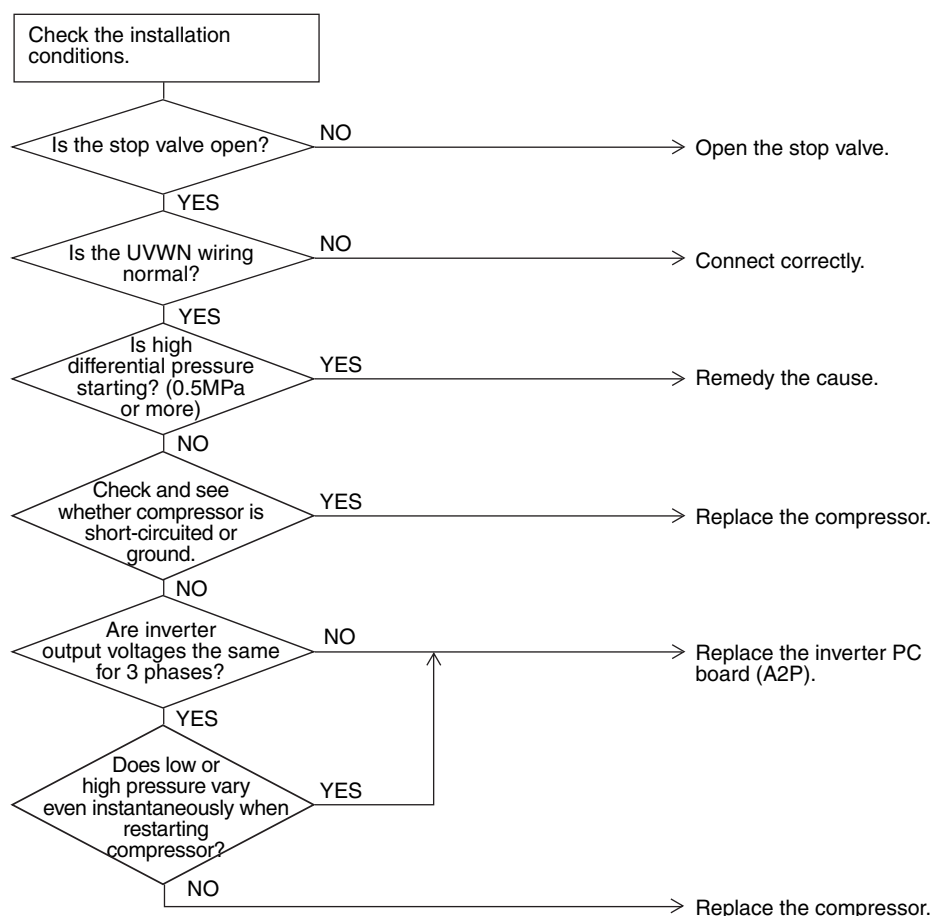 Check the installation
conditions.
Is the stop valve open?
NO
Open the stop valve.
YES
Is the UVWN wiring
normal?
NO
Connect correctly.
YES
Is high
differential pressure
starting? (0.5MPa
or more)
YES
Remedy the cause.
NO
Check and see
whether compressor is
short-circuited or
ground.
YES
Replace the compressor.
NO
Are inverter
output voltages the same
for 3 phases?
NO
Replace the inverter PC
board (A2P).
YES
Does low or
high pressure vary
even instantaneously when
restarting
compressor?
YES
NO
Replace the compressor.